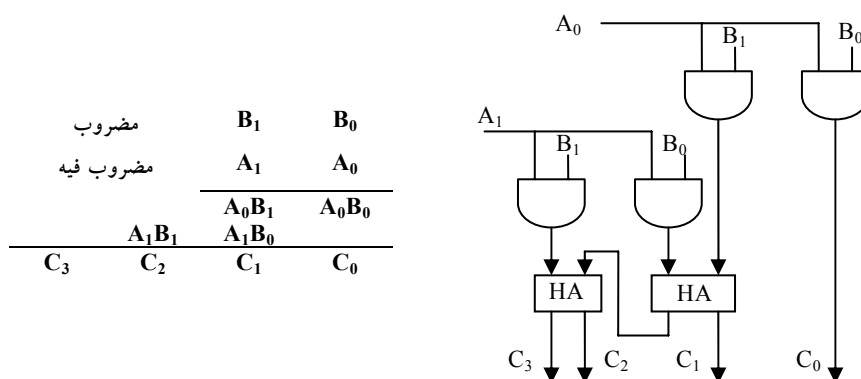 مضروب B₁ B₀
مضروب فيه A₁ A₀
A₀B₁ A₀B₀
A₁B₁ A₁B₀
C₃ C₂ C₁ C₀
A₀ B₁ B₀
A₁ B₁ B₀
HA HA
C₃ C₂ C₁ C₀